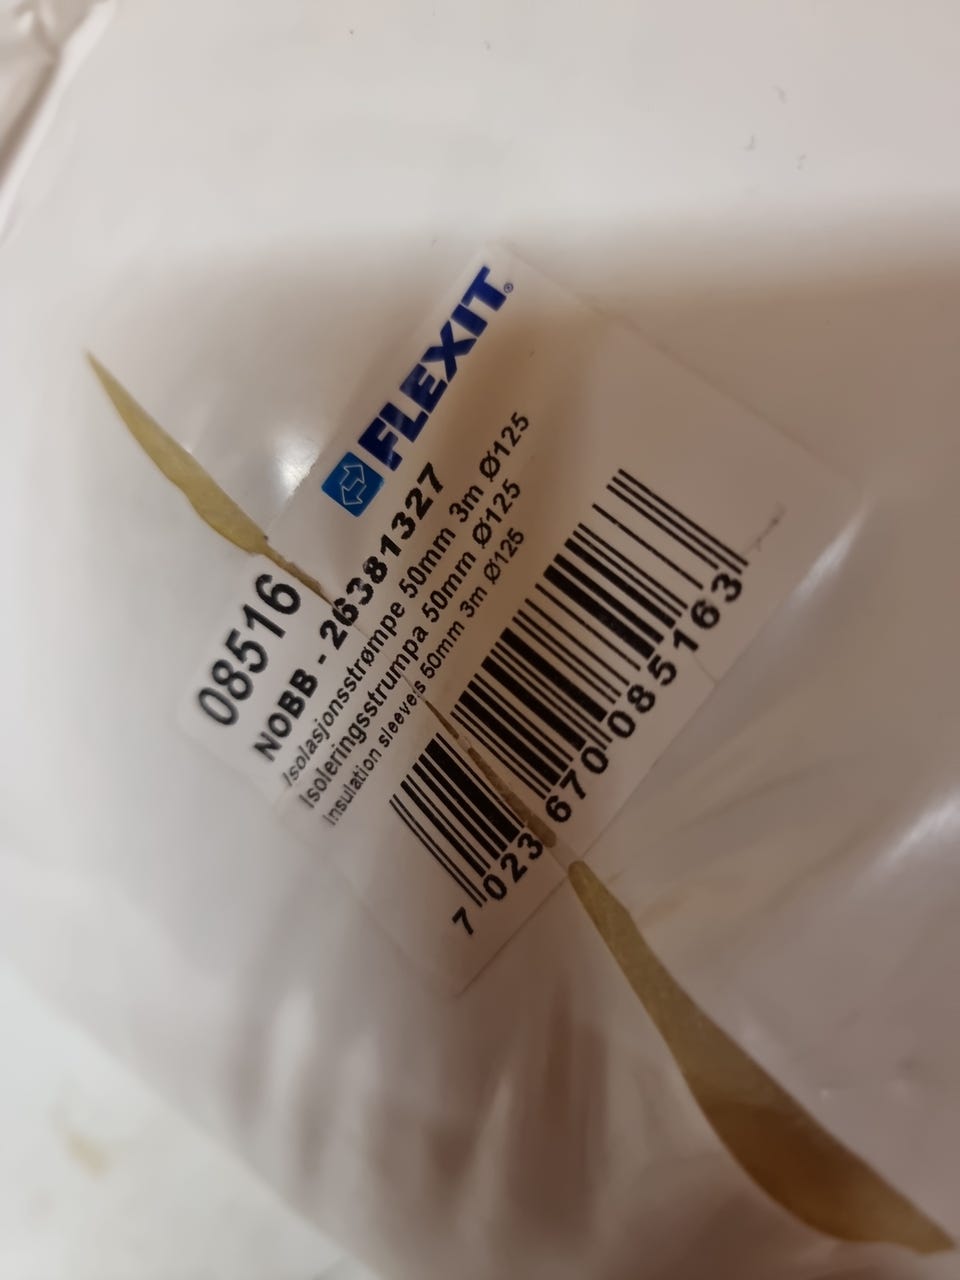 FLEXIT®
08516
NOBB - 26381327
Isolasjonsstrømpe 50mm 3m Ø125
Isoleringsstrumpa 50mm Ø125
Insulation sleeves 50mm 3m Ø125
7 023670 085163